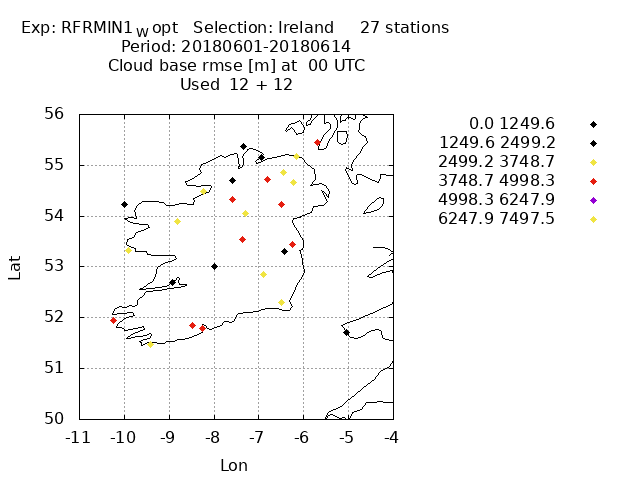 Exp: RFRMIN1 w opt   Selection: Ireland     27 stations
Period: 20180601-20180614
Cloud base rmse [m] at  00 UTC
Used  12 + 12
0.0 1249.6
1249.6 2499.2
2499.2 3748.7
3748.7 4998.3
4998.3 6247.9
6247.9 7497.5
56
55
54
53
52
51
50
Lat
-11 -10 -9 -8 -7 -6 -5 -4
Lon